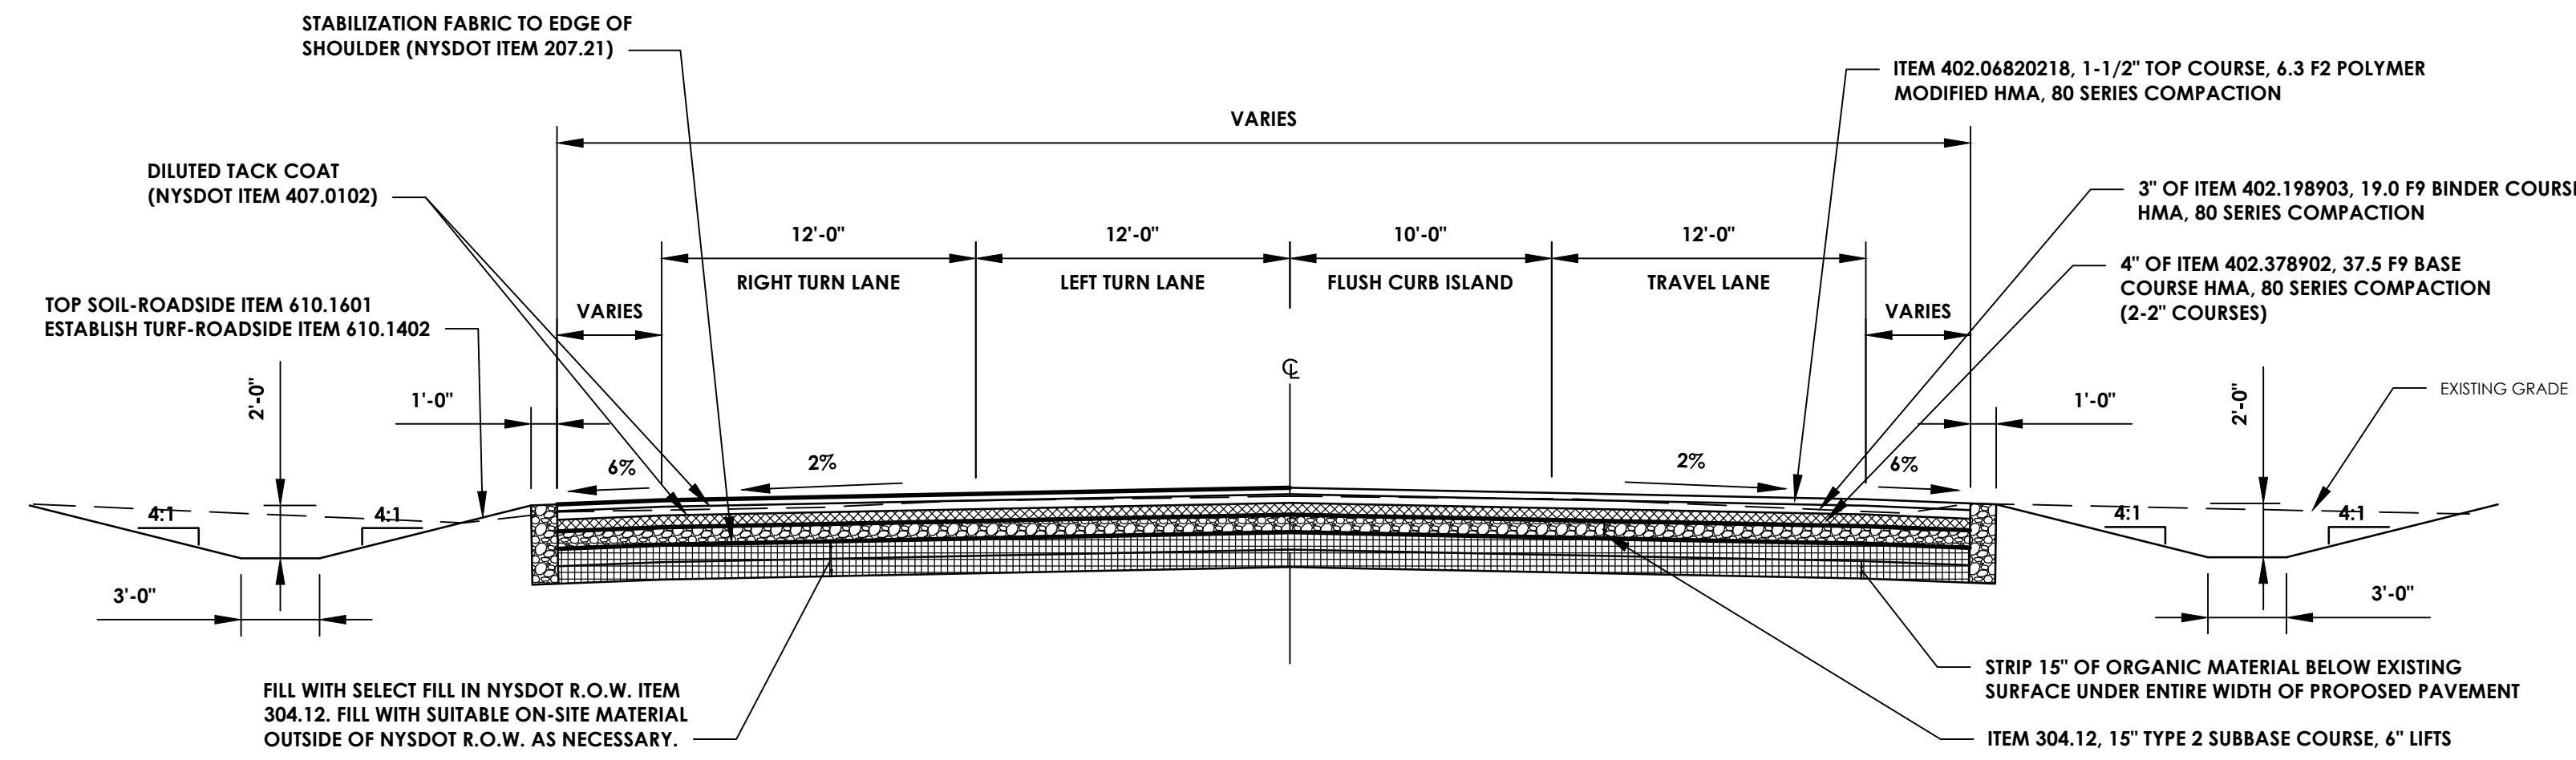 STABILIZATION FABRIC TO EDGE OF
SHOULDER (NYSDOT ITEM 207.21)
ITEM 402.06820218, 1-1/2" TOP COURSE, 6.3 F2 POLYMER
MODIFIED HMA, 80 SERIES COMPACTION
VARIES
DILUTED TACK COAT
(NYSDOT ITEM 407.0102)
3" OF ITEM 402.198903, 19.0 F9 BINDER COURSE
HMA, 80 SERIES COMPACTION
12'-0"
12'-0"
10'-0"
12'-0"
RIGHT TURN LANE
LEFT TURN LANE
FLUSH CURB ISLAND
TRAVEL LANE
4" OF ITEM 402.378902, 37.5 F9 BASE
COURSE HMA, 80 SERIES COMPACTION
(2-2" COURSES)
TOP SOIL-ROADSIDE ITEM 610.1601
ESTABLISH TURF-ROADSIDE ITEM 610.1402
VARIES
VARIES
CL
2'-0"
1'-0"
2'-0"
1'-0"
EXISTING GRADE
6%
2%
2%
6%
4:1
4:1
4:1
4:1
3'-0"
3'-0"
FILL WITH SELECT FILL IN NYSDOT R.O.W. ITEM
304.12. FILL WITH SUITABLE ON-SITE MATERIAL
OUTSIDE OF NYSDOT R.O.W. AS NECESSARY.
STRIP 15" OF ORGANIC MATERIAL BELOW EXISTING
SURFACE UNDER ENTIRE WIDTH OF PROPOSED PAVEMENT
ITEM 304.12, 15" TYPE 2 SUBBASE COURSE, 6" LIFTS